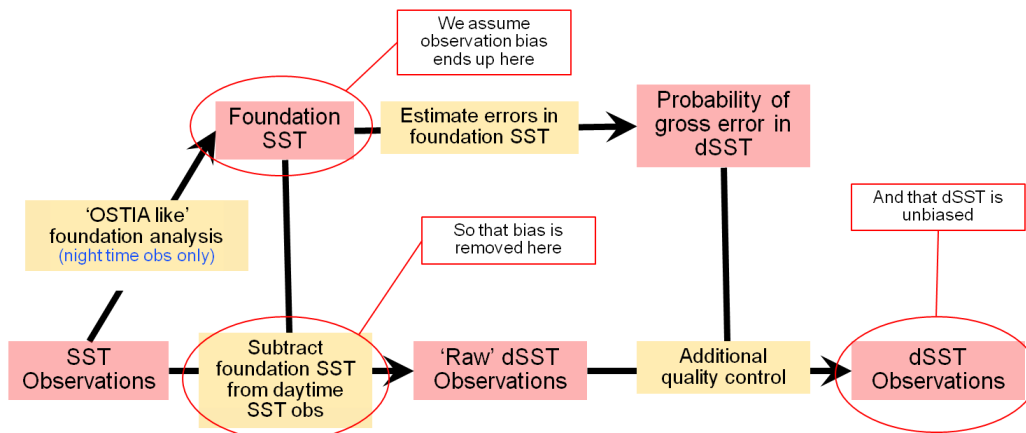 We assume
observation bias
ends up here
Foundation
SST
Estimate errors in
foundation SST
Probability of
gross error in
dSST
‘OSTIA like’
foundation analysis
(night time obs only)
So that bias is
removed here
And that dSST is
unbiased
SST
Observations
Subtract
foundation SST
from daytime
SST obs
‘Raw’ dSST
Observations
Additional
quality control
dSST
Observations